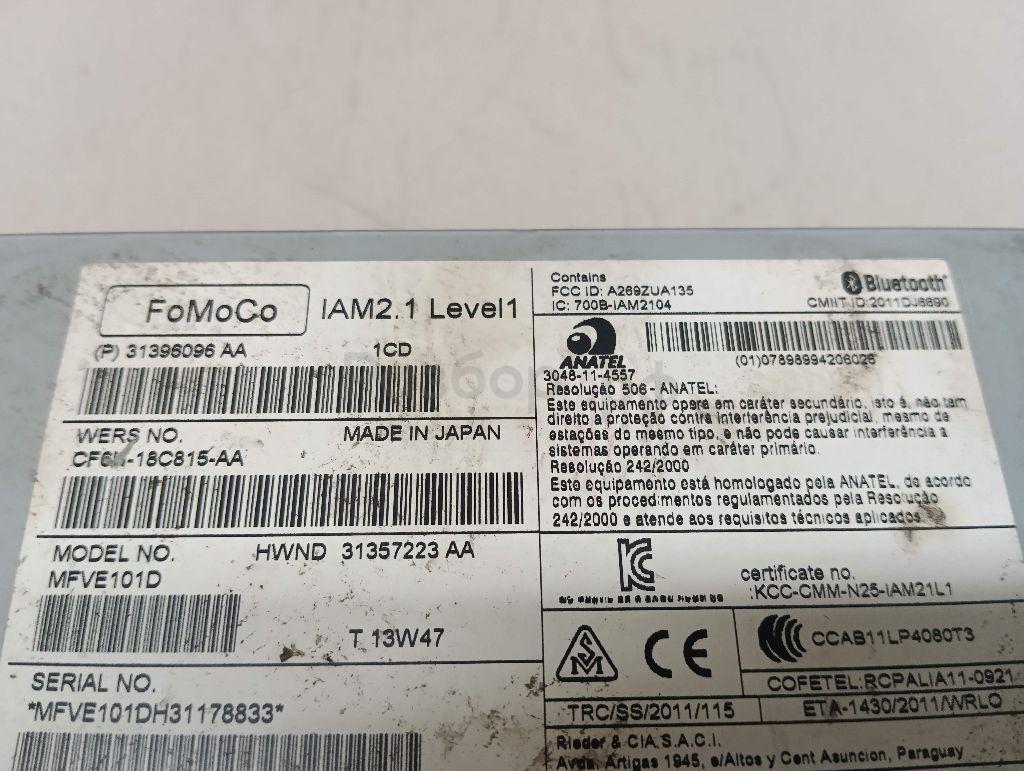 FoMoCo IAM2.1 Level1
(P) 31396096 AA 1CD
WERS NO. MADE IN JAPAN
-18C815-AA
MODEL NO. HWND 31357223 AA
MFVE101D
T 13W47
SERIAL NO.
*MFVE101DH31178833*
Contains
FCC ID: A269ZUA135
IC: 700B-IAM2104
Bluetooth
CMIIT ID:2011DJ6690
ANATEL
(01)07898994206026
3048-11-4557
Resolução 506 - ANATEL:
Este equipamento opera em caráter secundário, isto é, não tem
direito a proteção contra interferência prejudicial, mesmo de
estações do mesmo tipo, e não pode causar interferência a
sistemas operando em caráter primário.
Resolução 242/2000
Este equipamento está homologado pela ANATEL, de acordo
com os procedimentos regulamentados pela Resolução
242/2000 e atende aos requisitos técnicos aplicados
certificate no.
:KCC-CMM-N25-IAM21L1
CE
CCAB11LP4080T3
COFETEL:RCPALIA11-0921
TRC/SS/2011/115
ETA-1430/2011/WRLO
Rieder & CIA.S.A.C.I.
Avda. Artigas 1945, e/Altos y Cent Asuncion, Paraguay